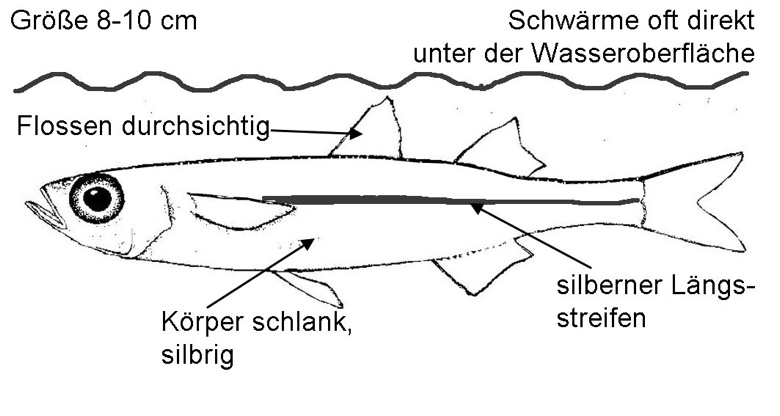 Größe 8-10 cm
Schwärme oft direkt
unter der Wasseroberfläche
Flossen durchsichtig
silberner Längs-
streifen
Körper schlank,
silbrig